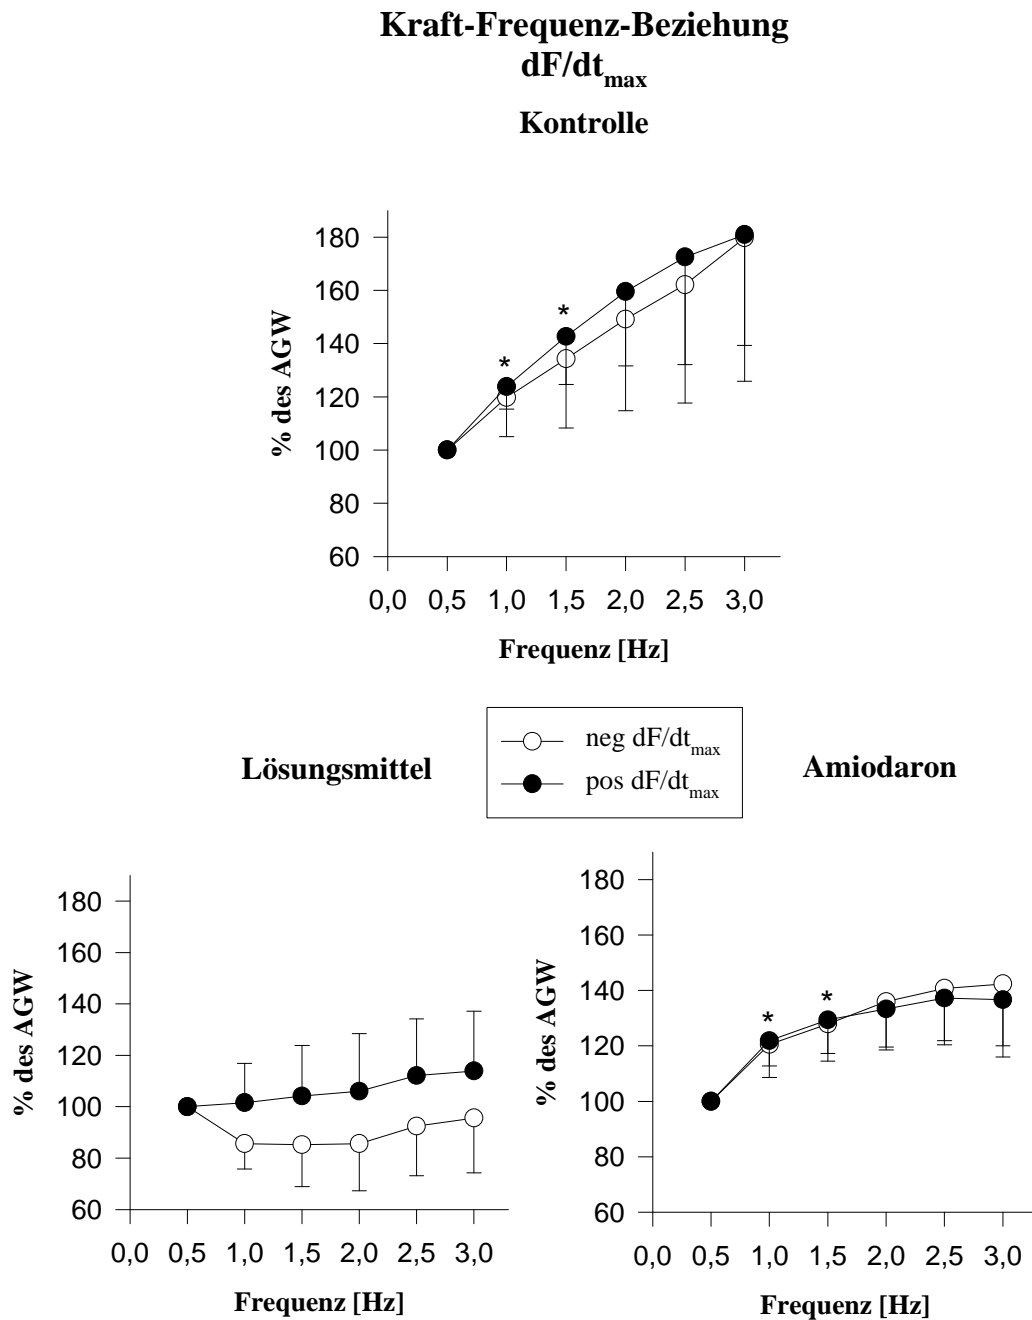 Kraft-Frequenz-Beziehung
dF/dtmax
Kontrolle
% des AGW
180
160
140
120
100
80
60
* *
0,0 0,5 1,0 1,5 2,0 2,5 3,0
Frequenz [Hz]
neg dF/dtmax
pos dF/dtmax
Lösungsmittel
% des AGW
180
160
140
120
100
80
60
0,0 0,5 1,0 1,5 2,0 2,5 3,0
Frequenz [Hz]
Amiodaron
% des AGW
180
160
140
120
100
80
60
* *
0,0 0,5 1,0 1,5 2,0 2,5 3,0
Frequenz [Hz]